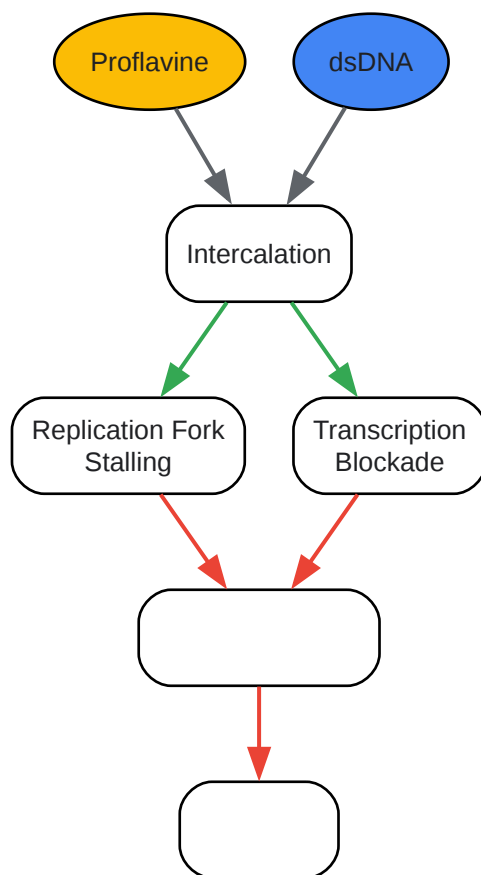 Proflavine
dsDNA
Intercalation
Replication Fork
Stalling
Transcription
Blockade